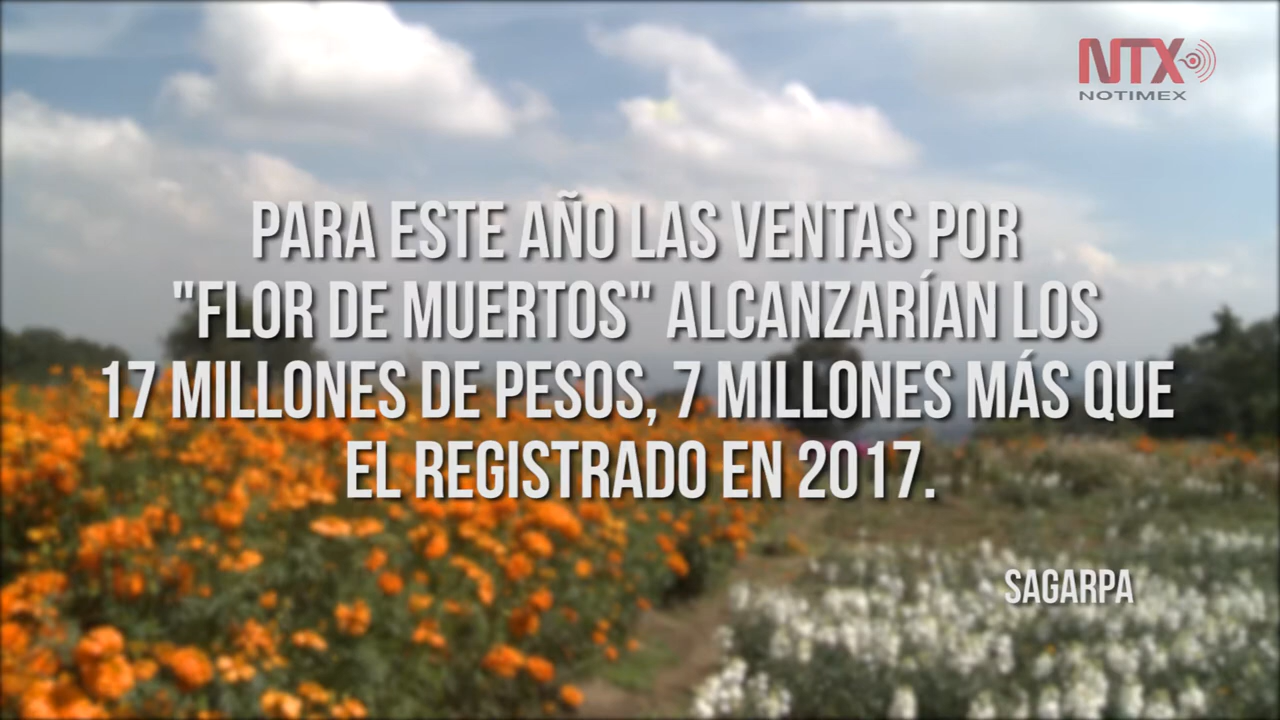 NTX
NOTIMEX
PARA ESTE AÑO LAS VENTAS POR
"FLOR DE MUERTOS" ALCANZARÍAN LOS
17 MILLONES DE PESOS, 7 MILLONES MÁS QUE
EL REGISTRADO EN 2017.
SAGARPA